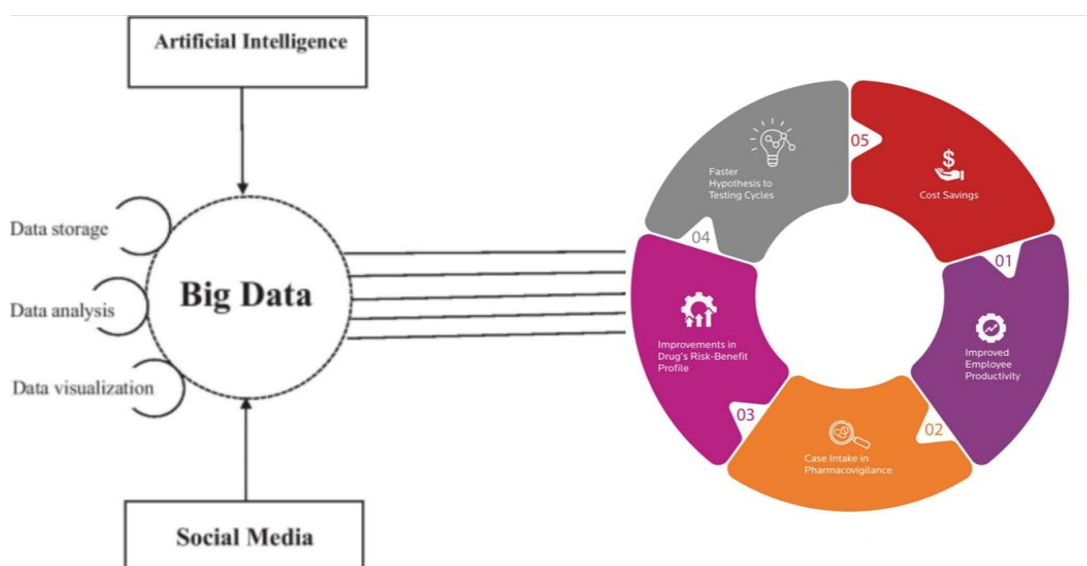 Artificial Intelligence
Data storage
Data analysis
Data visualization
Big Data
Social Media
05
Cost Savings
01
Improved
Employee
Productivity
02
Case Intake in
Pharmacovigilance
03
Improvements in
Drug's Risk-Benefit
Profile
04
Faster
Hypothesis to
Testing Cycles
$